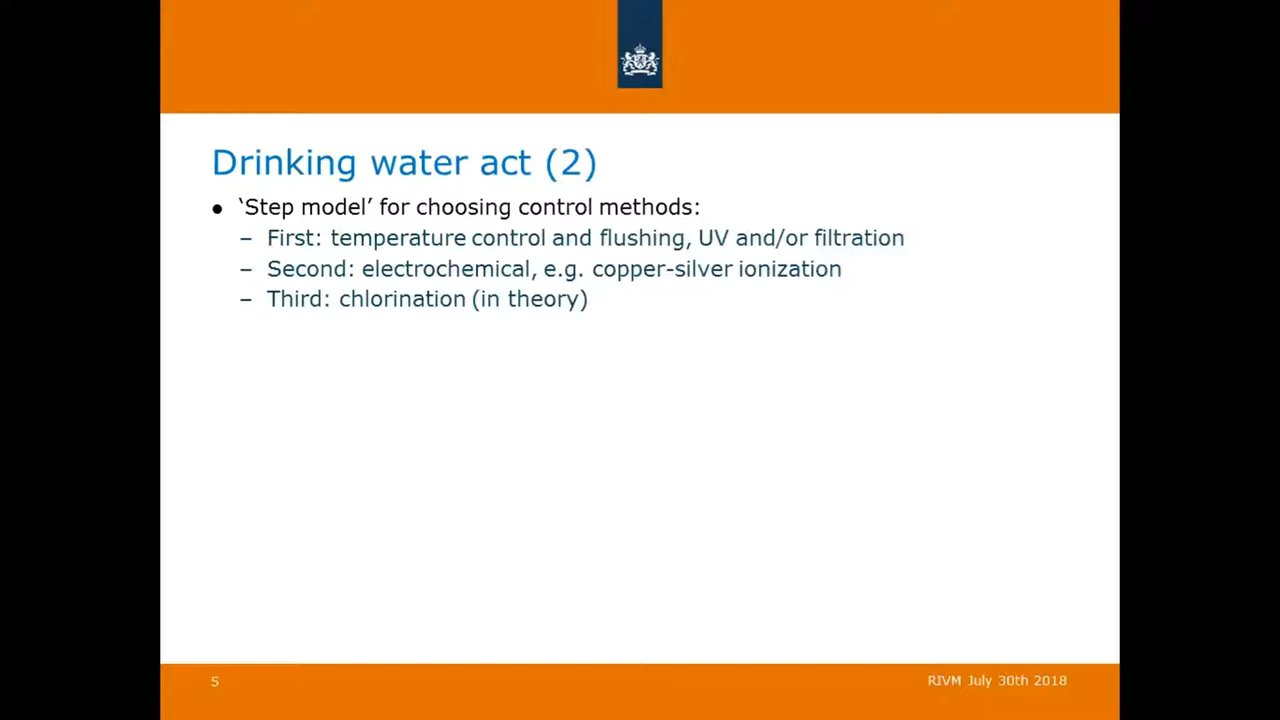 Drinking water act (2)
● ‘Step model’ for choosing control methods:
– First: temperature control and flushing, UV and/or filtration
– Second: electrochemical, e.g. copper-silver ionization
– Third: chlorination (in theory)
5
RIVM July 30th 2018